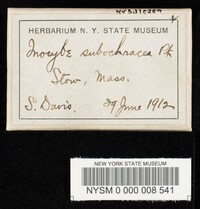 HERBARIUM N. Y. STATE MUSEUM
Inocybe subochracea Pk
Stow, Mass.
S. Davis. 29 June 1912
NEW YORK STATE MUSEUM
NYSM 0 000 008 541